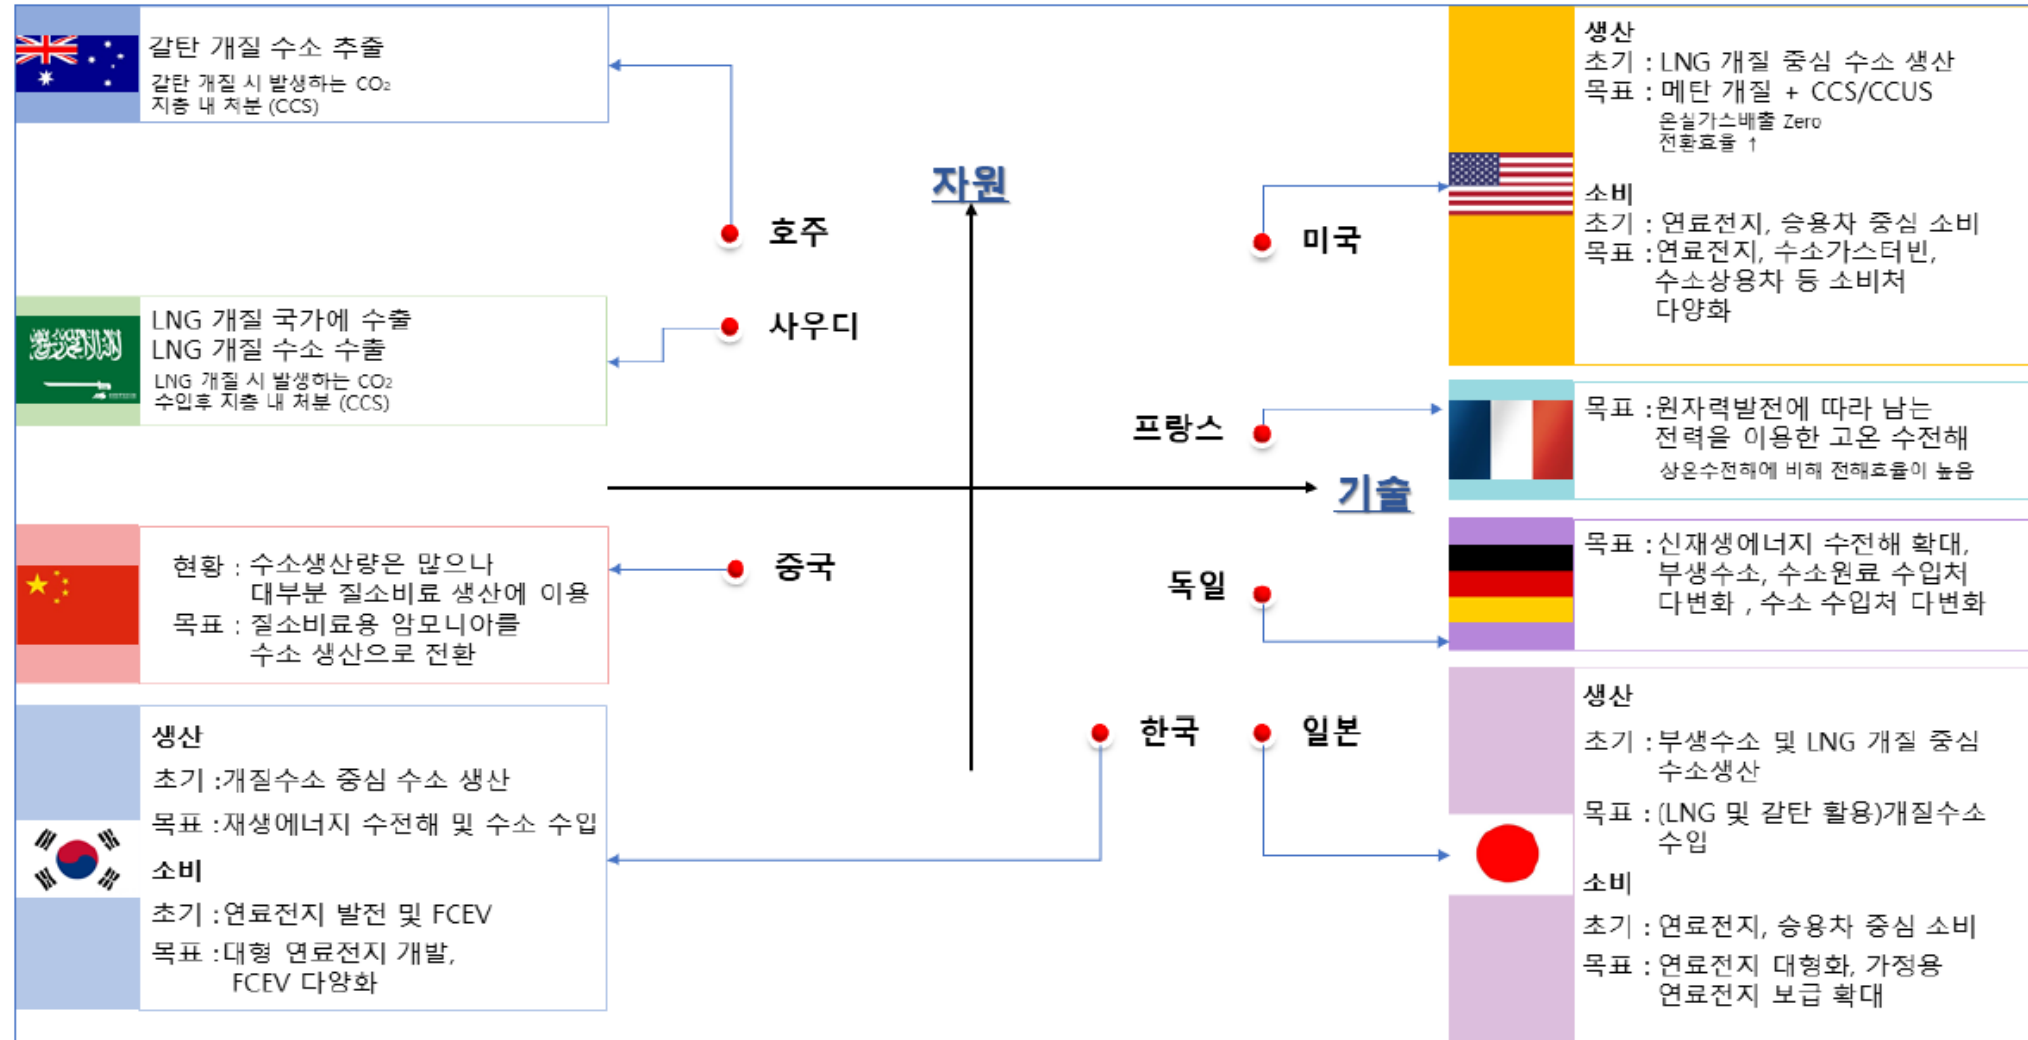 갈탄 개질 수소 추출
갈탄 개질 시 발생하는 CO₂
지층 내 처분 (CCS)
LNG 개질 국가에 수출
LNG 개질 수소 수출
LNG 개질 시 발생하는 CO₂
수입후 지층 내 처분 (CCS)
현황 : 수소생산량은 많으나
대부분 질소비료 생산에 이용
목표 : 질소비료용 암모니아를
수소 생산으로 전환
생산
초기 :개질수소 중심 수소 생산
목표 :재생에너지 수전해 및 수소 수입
소비
초기 :연료전지 발전 및 FCEV
목표 :대형 연료전지 개발,
FCEV 다양화
자원
호주
미국
사우디
프랑스
기술
중국
독일
한국
일본
생산
초기 : LNG 개질 중심 수소 생산
목표 : 메탄 개질 + CCS/CCUS
온실가스배출 Zero
전환효율 ↑
소비
초기 : 연료전지, 승용차 중심 소비
목표 :연료전지, 수소가스터빈,
수소상용차 등 소비처
다양화
목표 :원자력발전에 따라 남는
전력을 이용한 고온 수전해
상온수전해에 비해 전해효율이 높음
목표 :신재생에너지 수전해 확대,
부생수소, 수소원료 수입처
다변화 , 수소 수입처 다변화
생산
초기 :부생수소 및 LNG 개질 중심
수소생산
목표 : (LNG 및 갈탄 활용)개질수소
수입
소비
초기 : 연료전지, 승용차 중심 소비
목표 : 연료전지 대형화, 가정용
연료전지 보급 확대